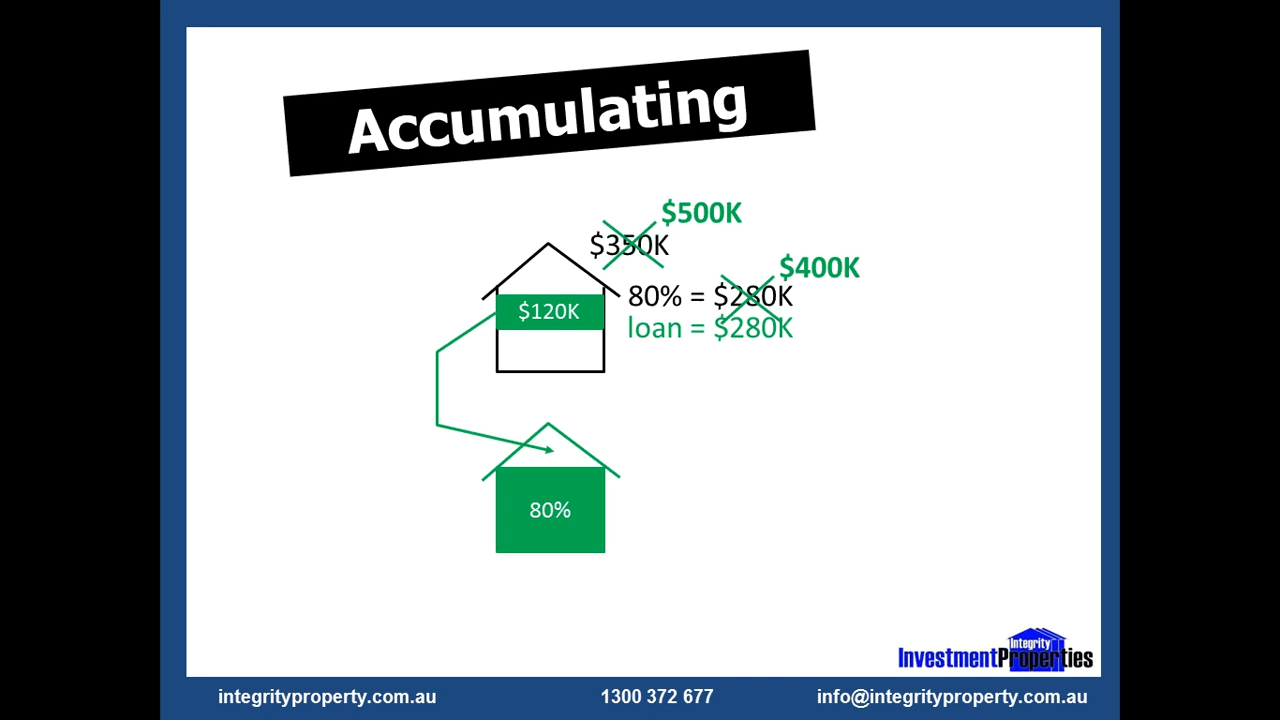 Accumulating
$500K
$350K
$400K
80% = $280K
$120K
loan = $280K
80%
Integrity
InvestmentProperties
integrityproperty.com.au
1300 372 677
info@integrityproperty.com.au